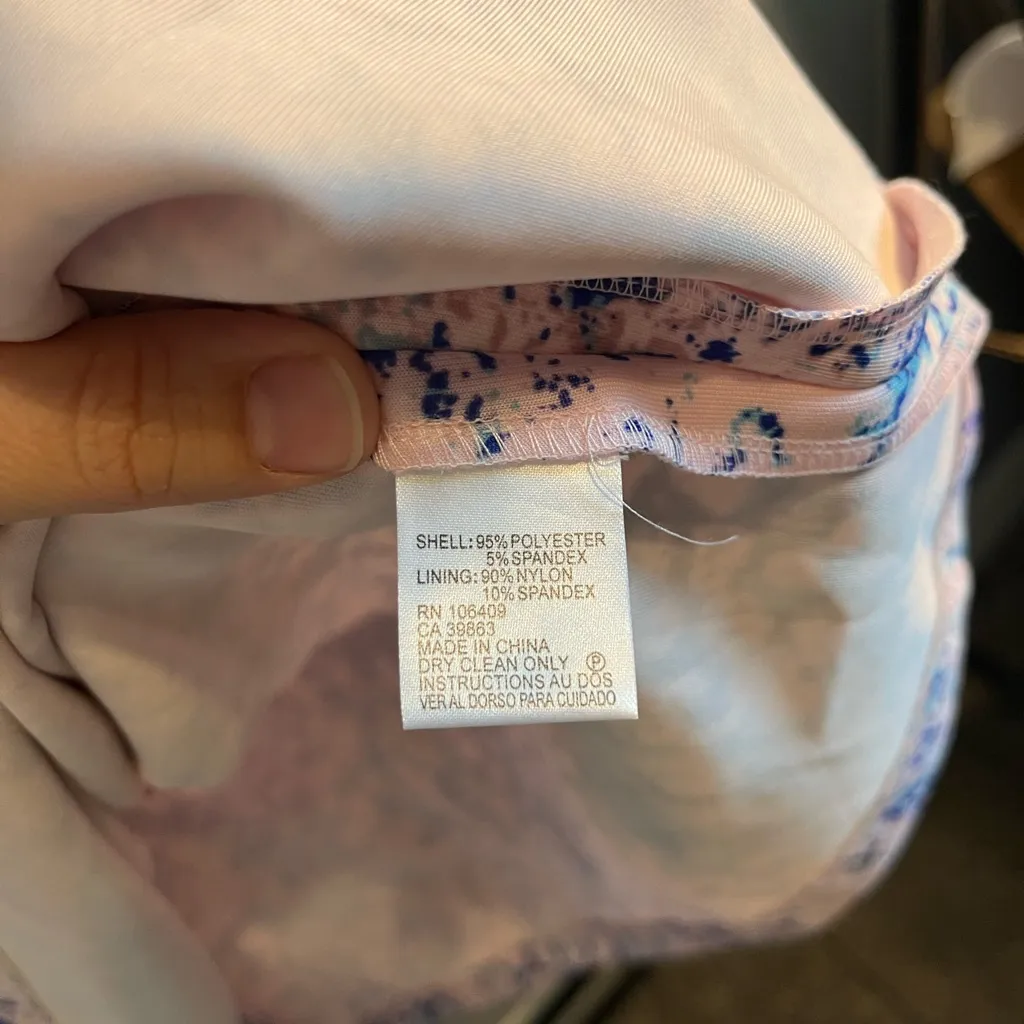 SHELL: 95% POLYESTER
5% SPANDEX
LINING: 90% NYLON
10% SPANDEX
RN 106409
CA 39863
MADE IN CHINA
DRY CLEAN ONLY Ⓟ
INSTRUCTIONS AU DOS
VER AL DORSO PARA CUIDADO